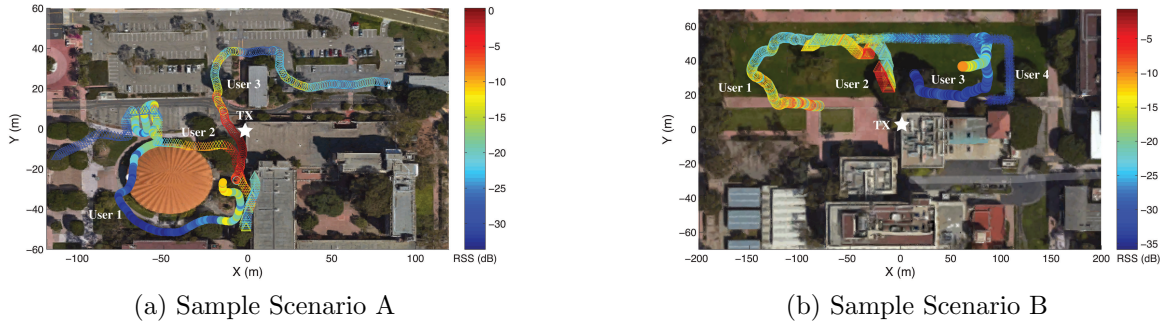 60
40
20
0
−20
−40
−60
Y (m)
−100
−50
0
50
100
X (m)
User 3
TX
User 2
User 1
0
−5
−10
−15
−20
−25
−30
RSS (dB)
(a) Sample Scenario A
60
40
20
0
−20
−40
−60
Y (m)
−200
−150
−100
−50
0
50
100
150
200
X (m)
User 1
User 2
User 3
User 4
TX
−5
−10
−15
−20
−25
−30
−35
RSS (dB)
(b) Sample Scenario B